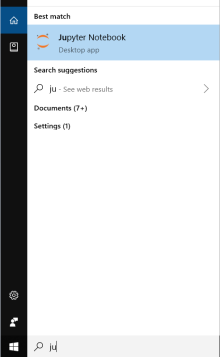 Best match
Jupyter Notebook
Desktop app
Search suggestions
ju - See web results
Documents (7+)
Settings (1)
ju